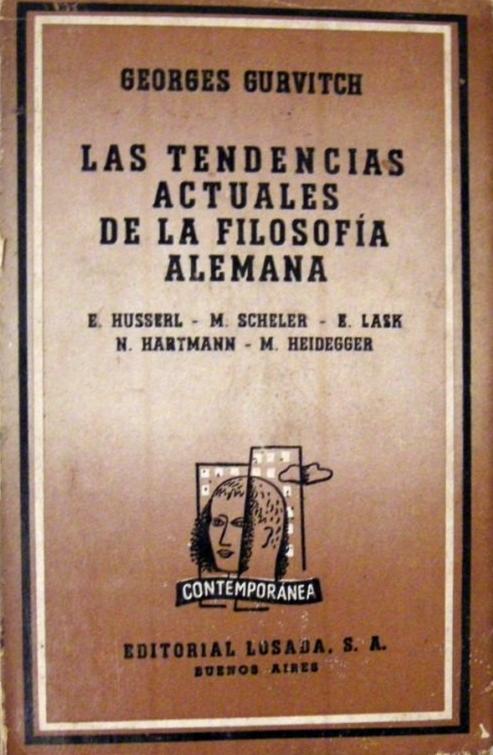 GEORGES GURVITCH
LAS TENDENCIAS
ACTUALES
DE LA FILOSOFÍA
ALEMANA
E. HUSSERL - M. SCHELER - E. LASK
N. HARTMANN - M. HEIDEGGER
CONTEMPORÁNEA
EDITORIAL LOSADA, S. A.
BUENOS AIRES